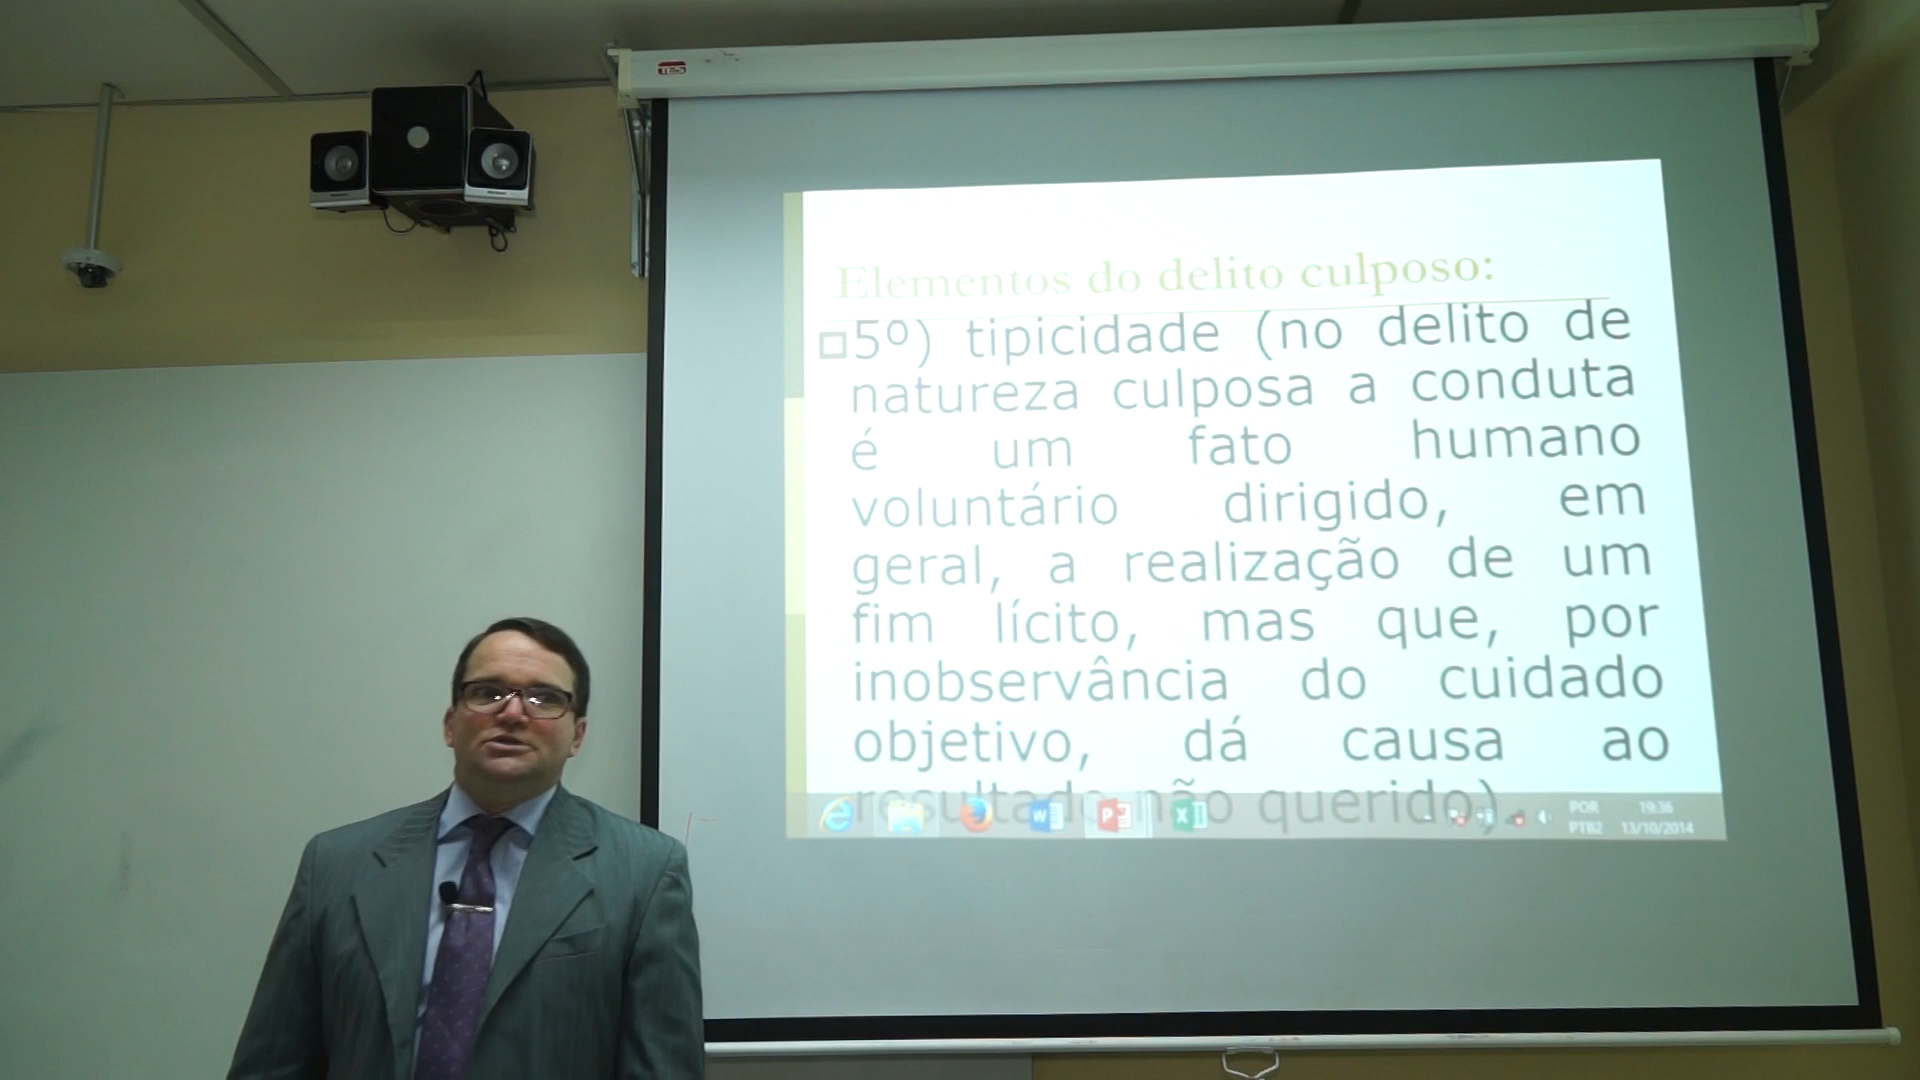 TES
Elementos do delito culposo:
5º) tipicidade (no delito de
natureza culposa a conduta
é um fato humano
voluntário dirigido, em
geral, a realização de um
fim lícito, mas que, por
inobservância do cuidado
objetivo, dá causa ao
resultado não querido).
POR 19:36
PTB2 13/10/2014